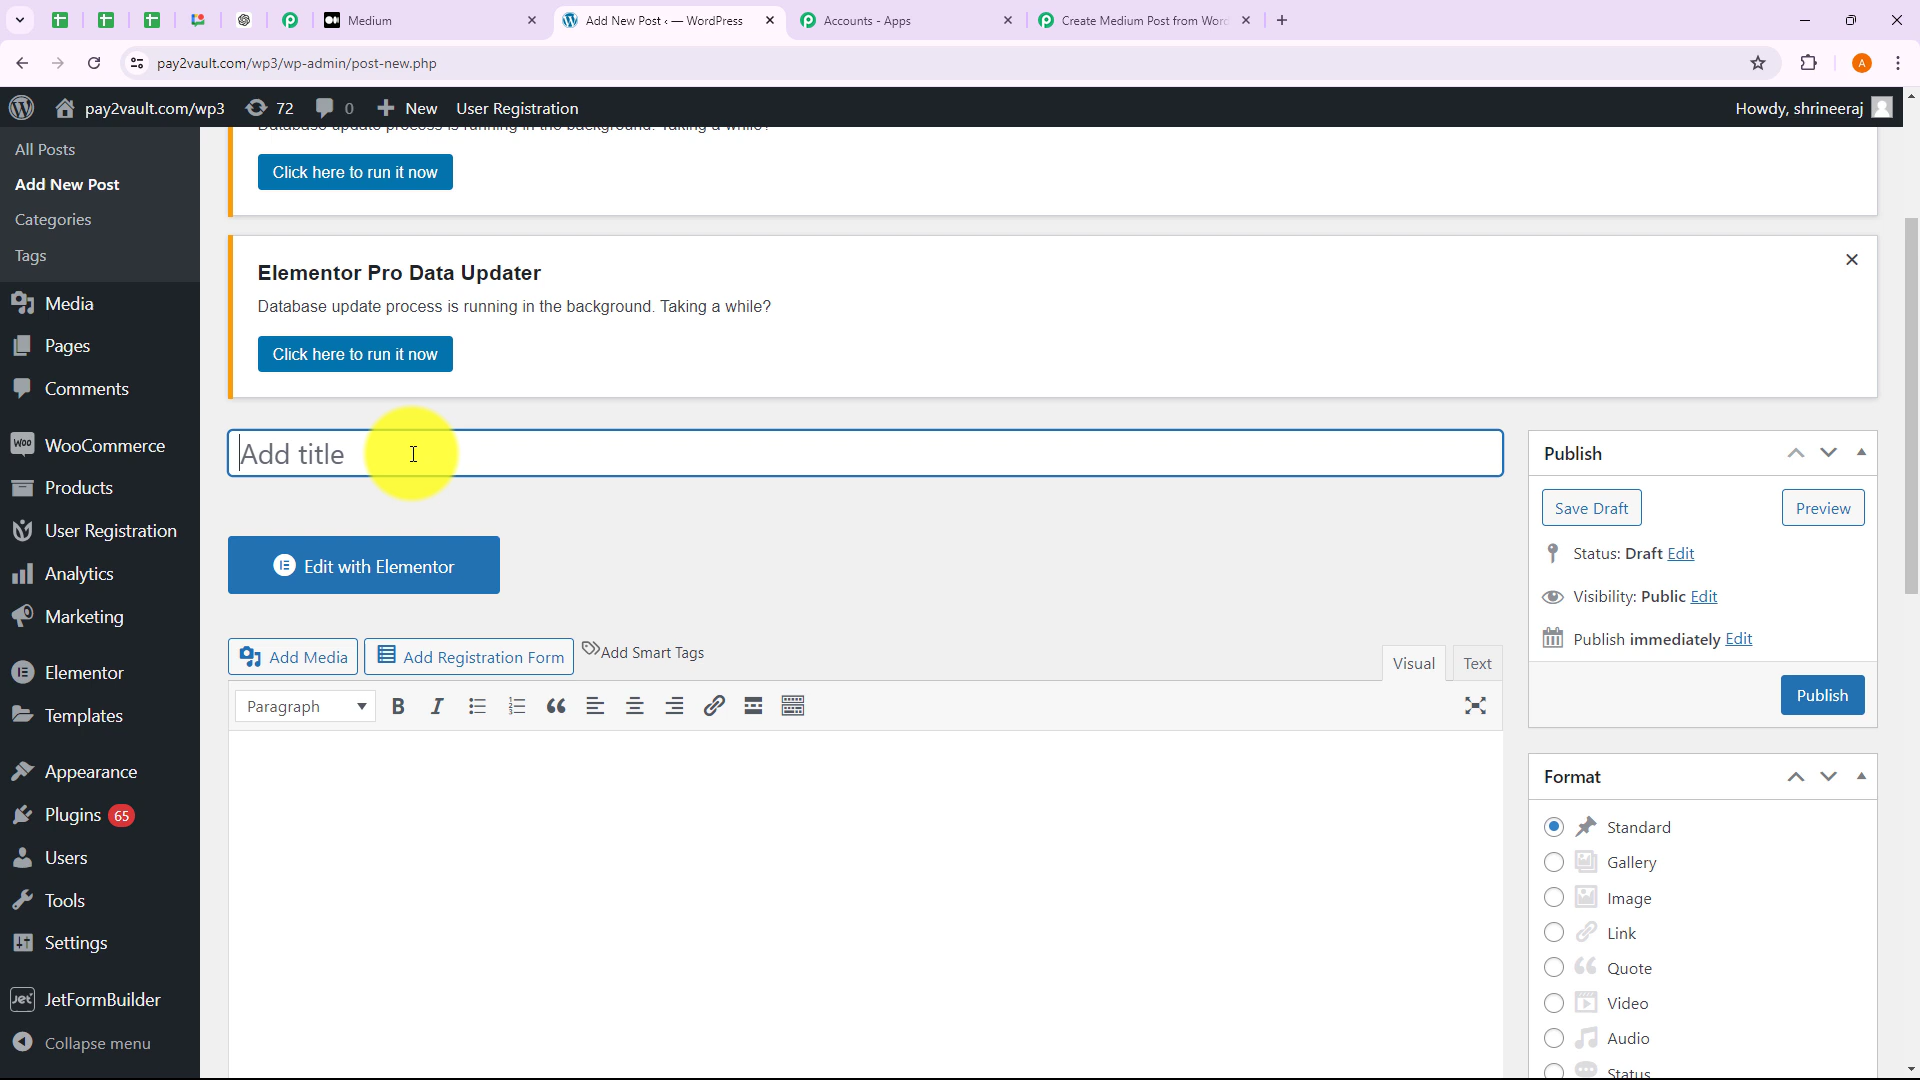 Medium
Add New Post ‹ — WordPress
Accounts - Apps
Create Medium Post from Word
pay2vault.com/wp3/wp-admin/post-new.php
A
pay2vault.com/wp3
72
0
New
User Registration
Howdy, shrineeraj
All Posts
Add New Post
Categories
Tags
Media
Pages
Comments
WooCommerce
Products
User Registration
Analytics
Marketing
Elementor
Templates
Appearance
Plugins 65
Users
Tools
Settings
JetFormBuilder
Collapse menu
Database update process is running in the background. Taking a while?
Click here to run it now
Elementor Pro Data Updater
Database update process is running in the background. Taking a while?
Click here to run it now
Add title
Edit with Elementor
Add Media
Add Registration Form
Add Smart Tags
Visual
Text
Paragraph
Publish
Save Draft
Preview
Status: Draft Edit
Visibility: Public Edit
Publish immediately Edit
Publish
Format
Standard
Gallery
Image
Link
Quote
Video
Audio
Status